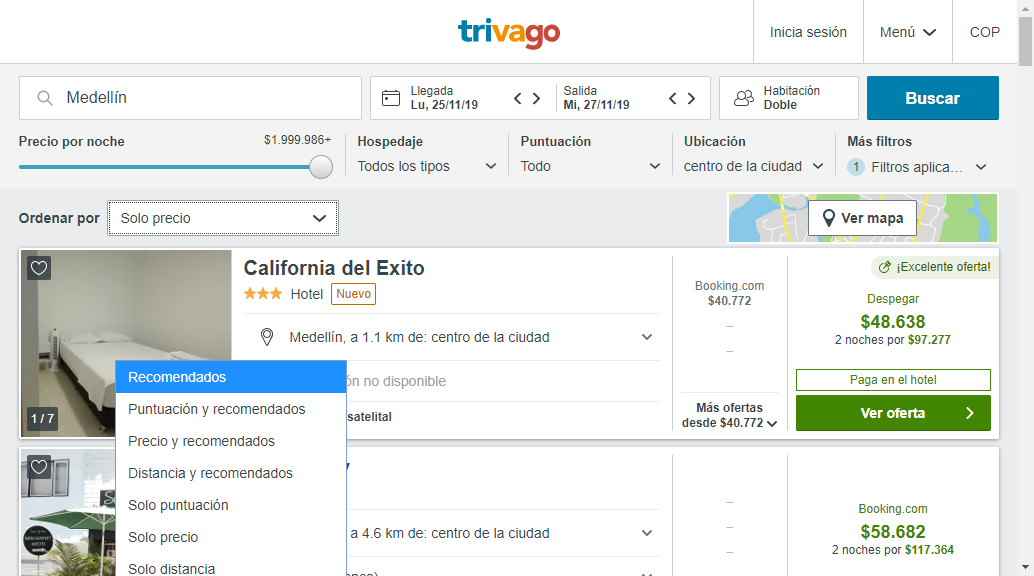 trivago
Inicia sesión
Menú
COP
Medellín
Llegada
Lu, 25/11/19
Salida
Mi, 27/11/19
Habitación
Doble
Buscar
Precio por noche
$1.999.986+
Hospedaje
Todos los tipos
Puntuación
Todo
Ubicación
centro de la ciudad
Más filtros
1 Filtros aplica...
Ordenar por
Solo precio
Ver mapa
California del Exito
Hotel
Nuevo
Medellín, a 1.1 km de: centro de la ciudad
ón no disponible
satelital
1 / 7
Booking.com
$40.772
Más ofertas
desde $40.772
¡Excelente oferta!
Despegar
$48.638
2 noches por $97.277
Paga en el hotel
Ver oferta
Recomendados
Puntuación y recomendados
Precio y recomendados
Distancia y recomendados
Solo puntuación
Solo precio
Solo distancia
a 4.6 km de: centro de la ciudad
Booking.com
$58.682
2 noches por $117.364